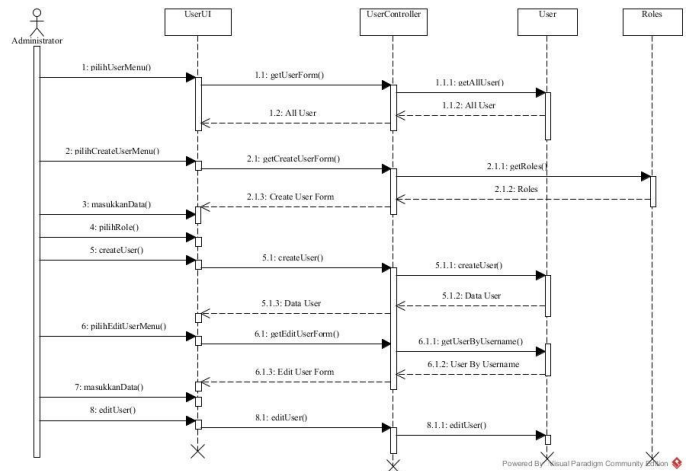 UserUI
UserController
User
Roles
Administrator
1: pilihUserMenu()
1.1: getUserForm()
1.1.1: getAllUser()
1.1.2: All User
1.2: All User
2: pilihCreateUserMenu()
2.1: getCreateUserForm()
2.1.1: getRoles()
2.1.2: Roles
2.1.3: Create User Form
3: masukkanData()
4: pilihRole()
5: createUser()
5.1: createUser()
5.1.1: createUser()
5.1.2: Data User
5.1.3: Data User
6: pilihEditUserMenu()
6.1: getEditUserForm()
6.1.1: getUserByUsername()
6.1.2: User By Username
6.1.3: Edit User Form
7: masukkanData()
8: editUser()
8.1: editUser()
8.1.1: editUser()
Powered By Visual Paradigm Community Edition